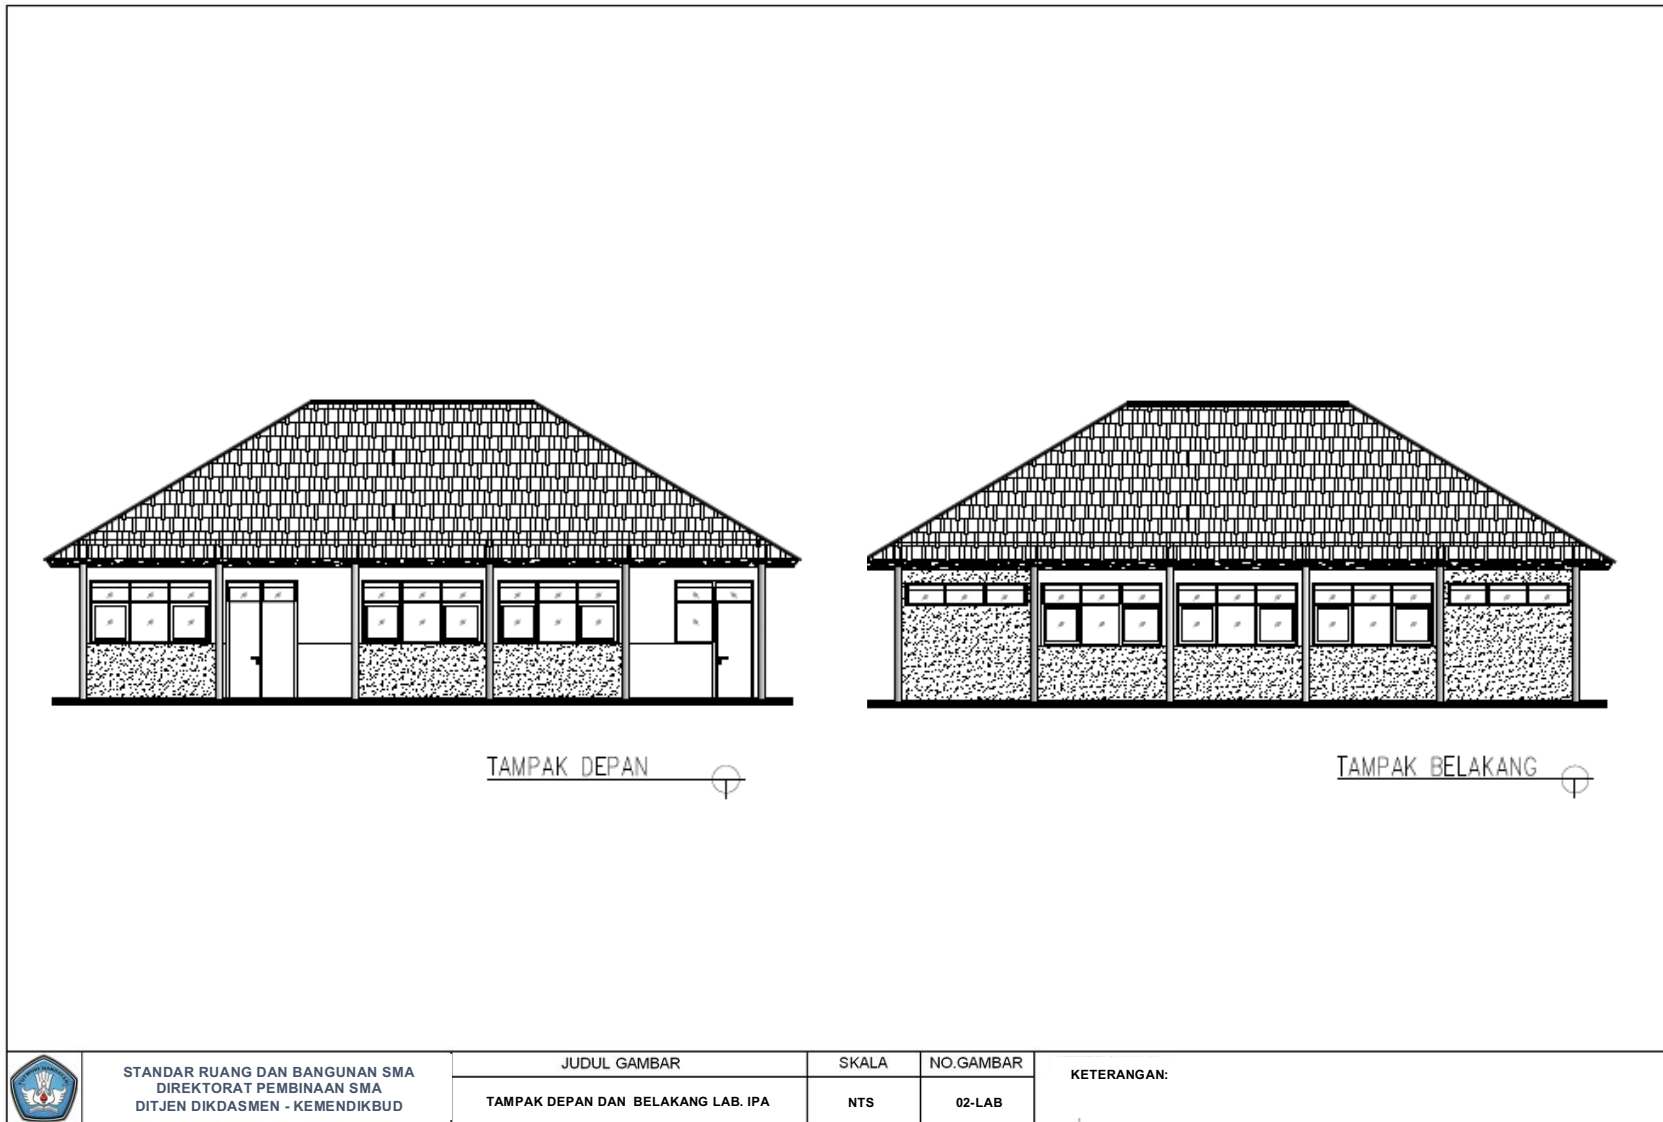 TAMPAK DEPAN
TAMPAK BELAKANG
STANDAR RUANG DAN BANGUNAN SMA
DIREKTORAT PEMBINAAN SMA
DITJEN DIKDASMEN - KEMENDIKBUD
JUDUL GAMBAR
TAMPAK DEPAN DAN BELAKANG LAB. IPA
SKALA
NTS
NO.GAMBAR
02-LAB
KETERANGAN: